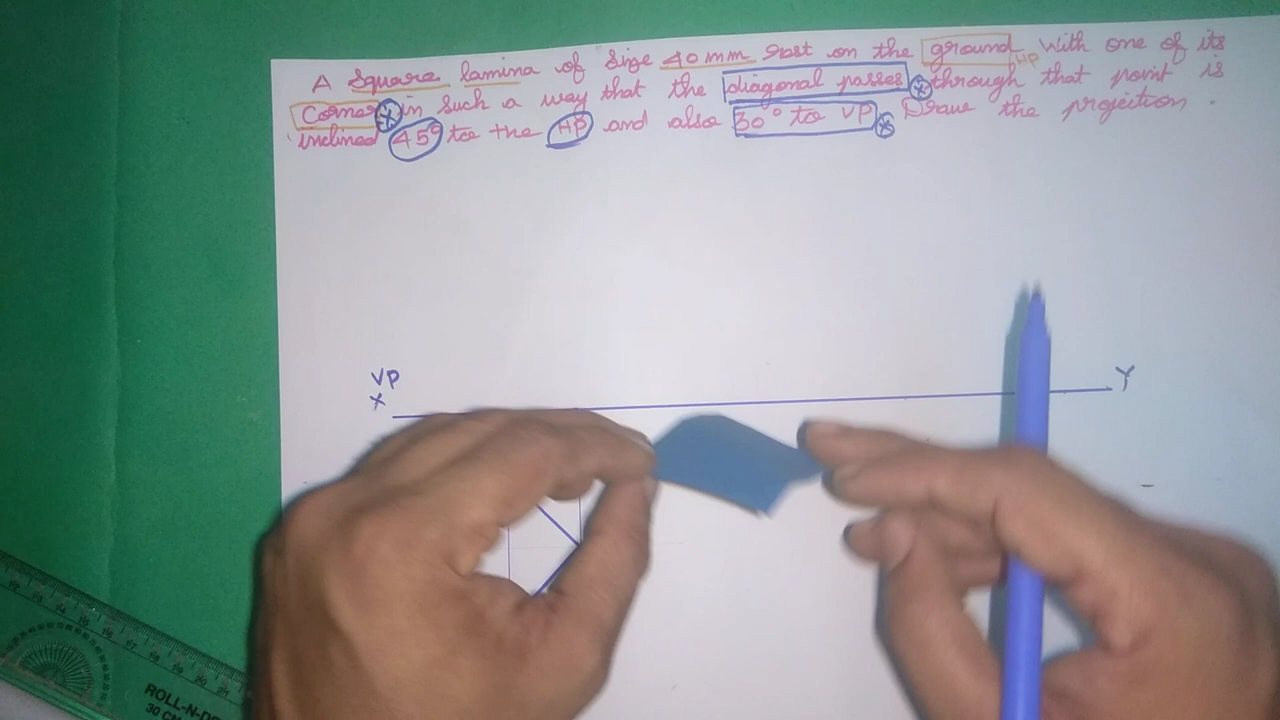 A Square lamina of Size 40 mm rest on the ground with one of its
HP
Corner in such a way that the diagonal passes through that point is
inclined 45° to the HP and also 30° to VP Draw the projection.
VP
X Y
ROLL-N-DR
30 CM